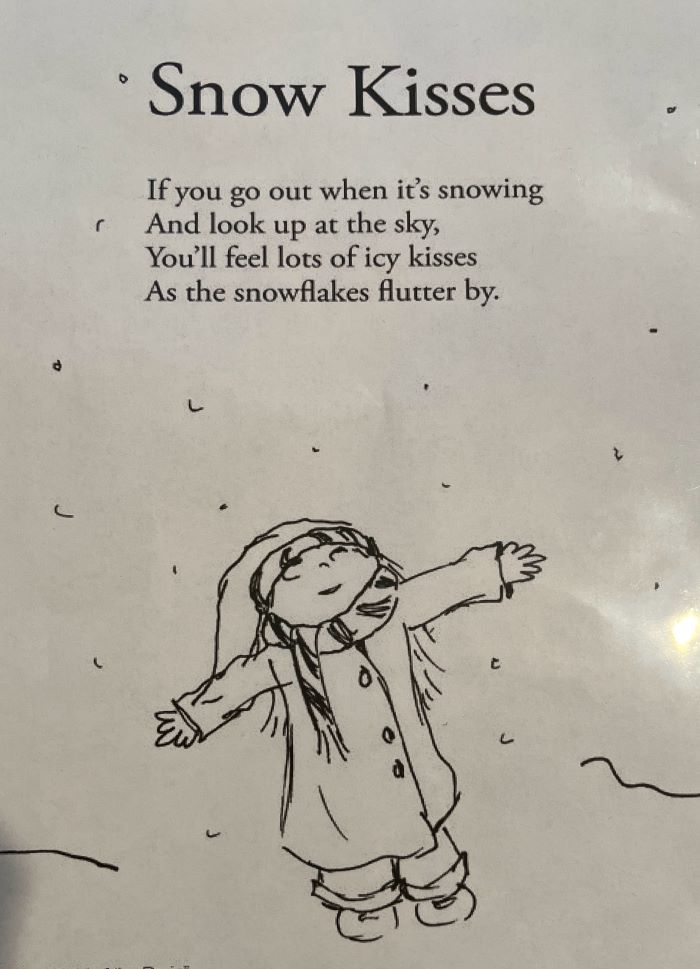 Snow Kisses
If you go out when it’s snowing
And look up at the sky,
You’ll feel lots of icy kisses
As the snowflakes flutter by.